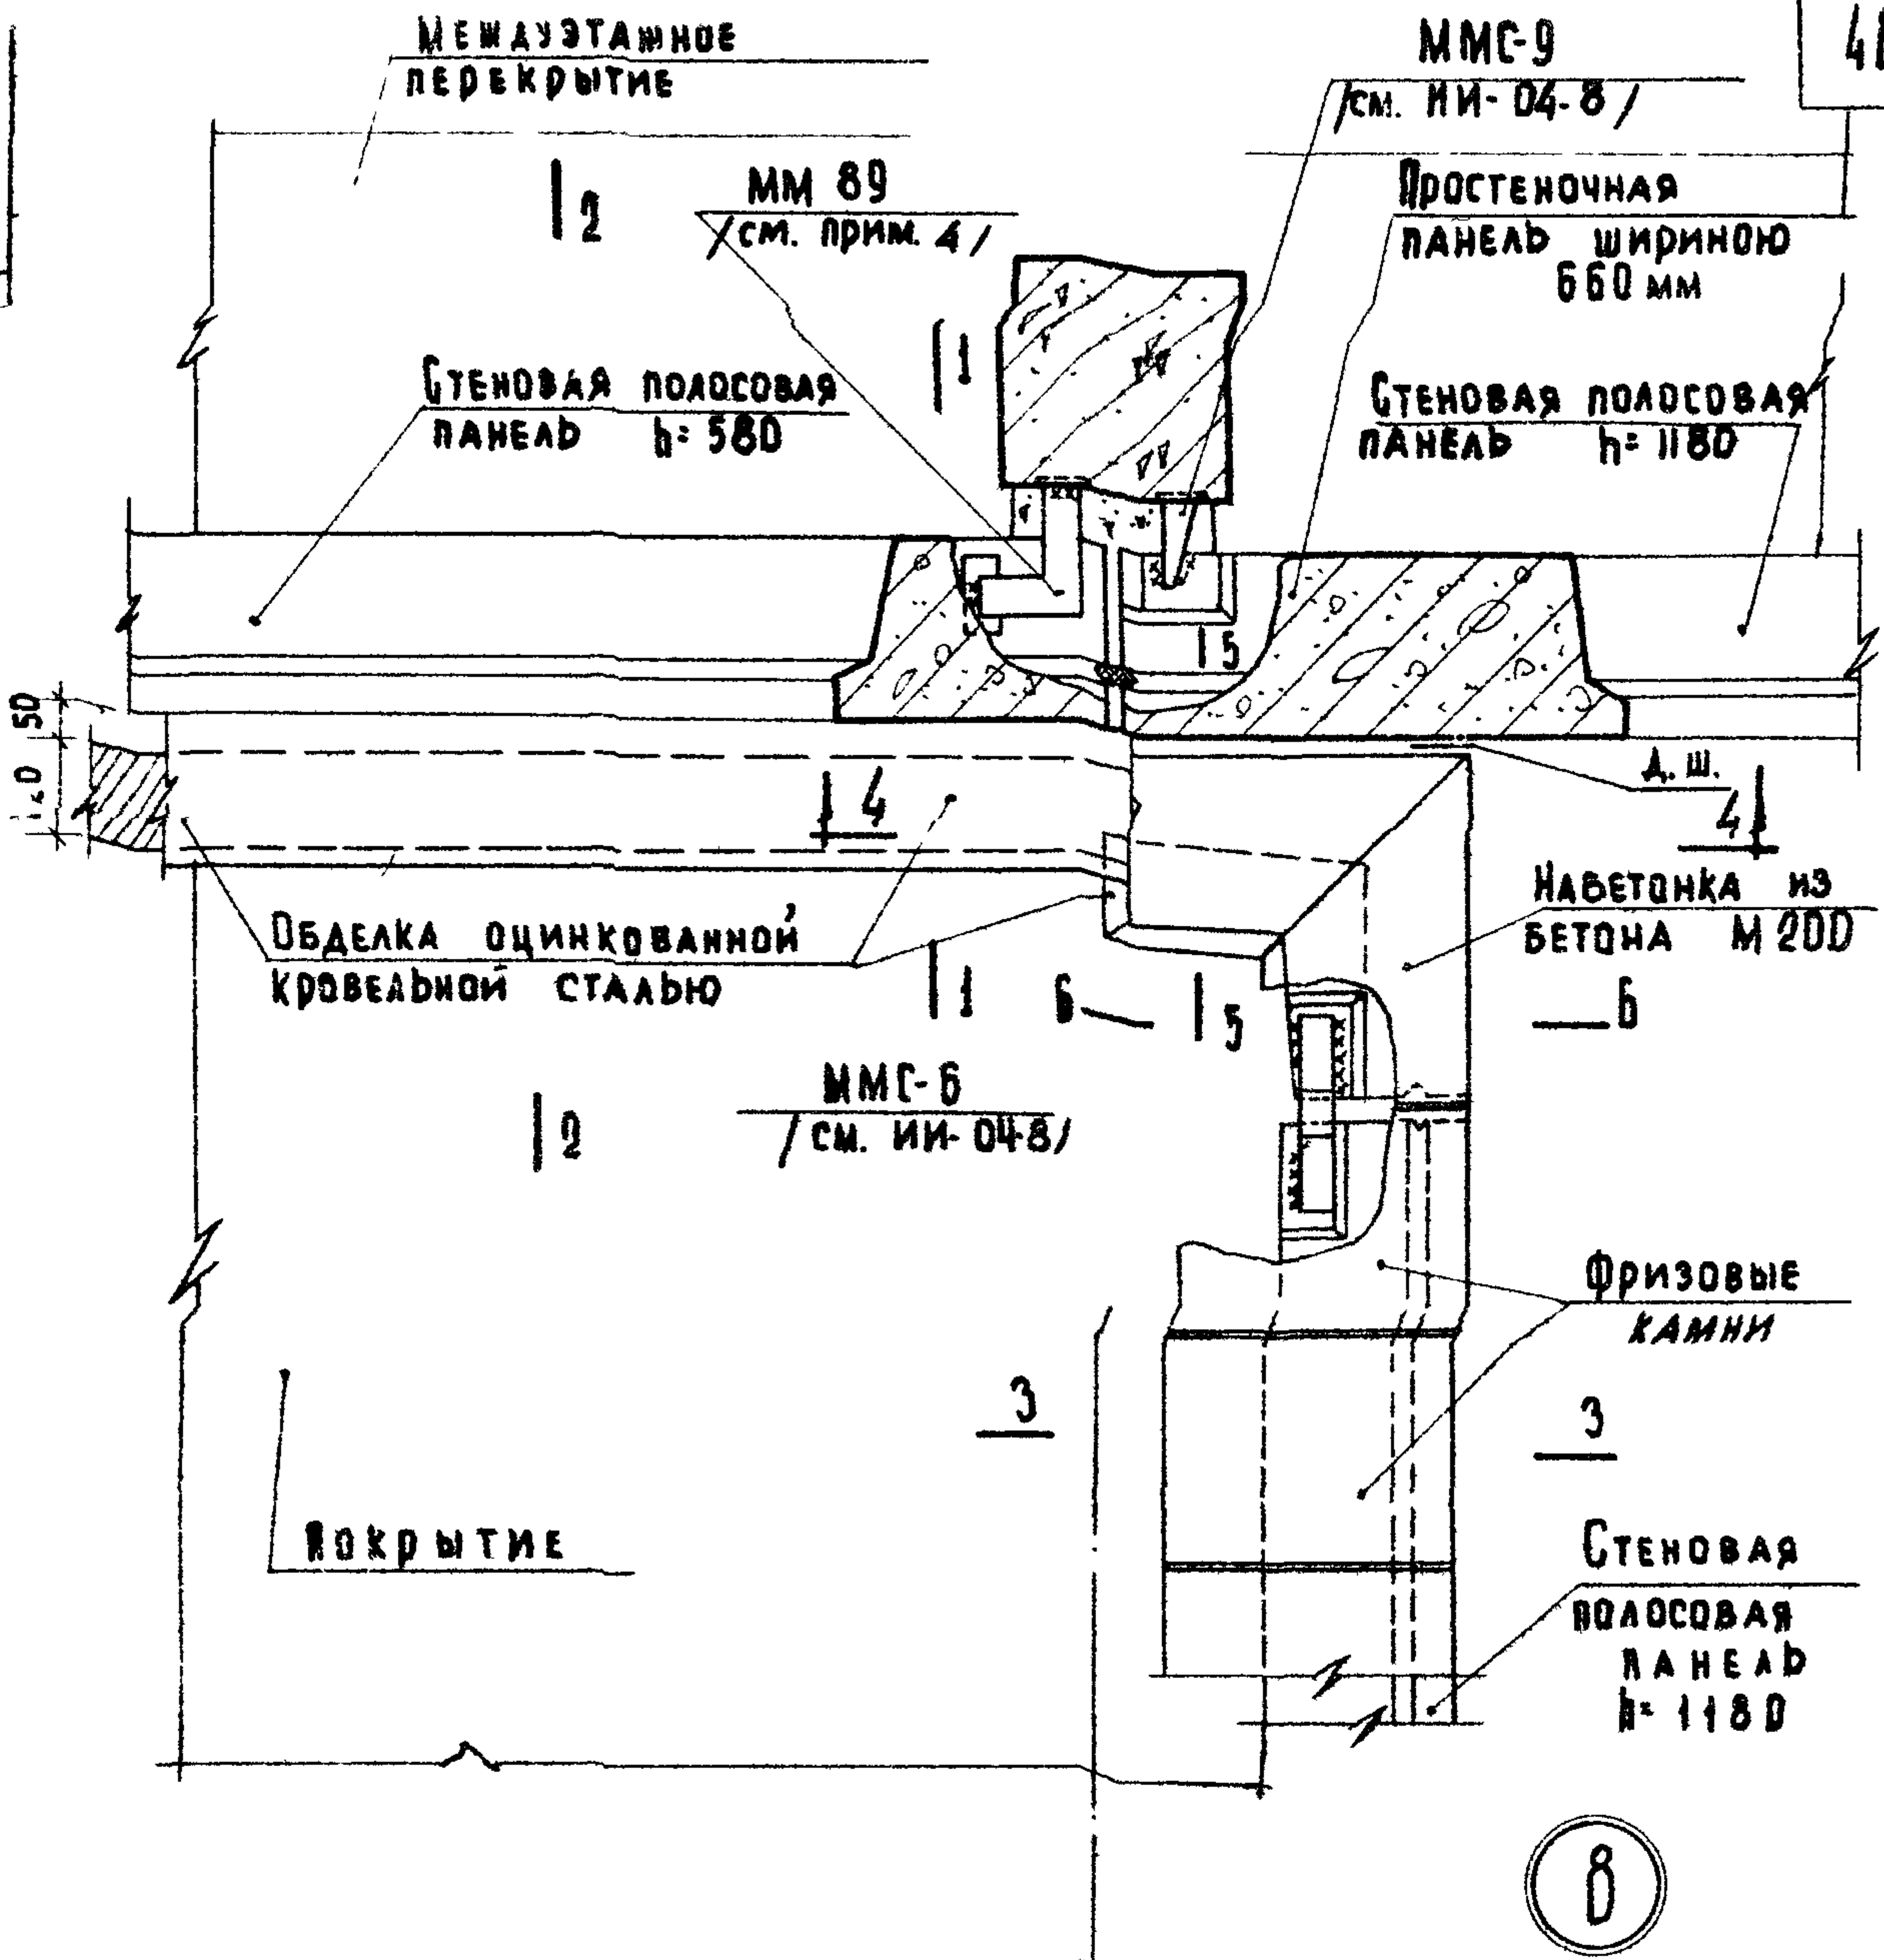 Междуэтажное
перекрытие
ММС-9
/см. ИИ-04-8/
ММ 89
/см. прим. 4/
Простеночная
панель шириною
660 мм
2
1
Стеновая полосовая
панель h=580
Стеновая полосовая
панель h=1180
5
50
Д.Ш.
4
4
Набетонка из
бетона М 200
Обделка оцинкованной
кровельной сталью
1
6
5
6
ММС-6
/см. ИИ-04-8/
2
Фризовые
камни
3
3
Покрытие
Стеновая
полосовая
панель
h=1180
8